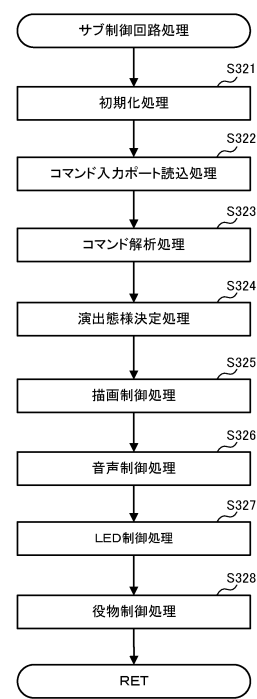 サブ制御回路処理
S321
初期化処理
S322
コマンド入力ポート読込処理
S323
コマンド解析処理
S324
演出態様決定処理
S325
描画制御処理
S326
音声制御処理
S327
LED制御処理
S328
役物制御処理
RET